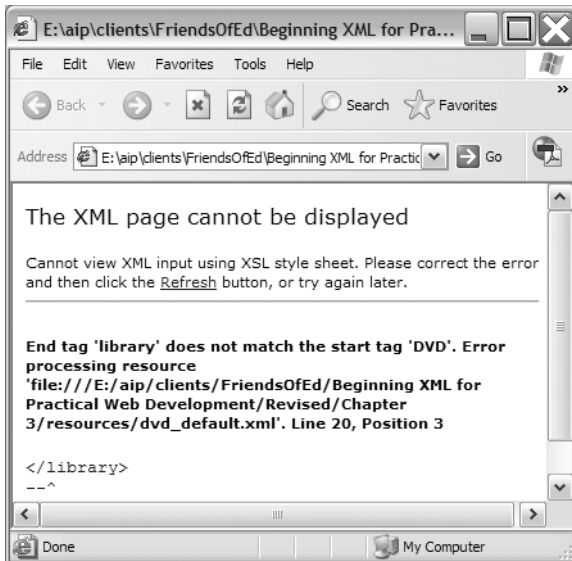 E:\aip\clients\FriendsOfEd\Beginning XML for Pra...
File Edit View Favorites Tools Help
Back Search Favorites »
Address E:\aip\clients\FriendsOfEd\Beginning XML for Practic Go
The XML page cannot be displayed
Cannot view XML input using XSL style sheet. Please correct the error
and then click the Refresh button, or try again later.
End tag 'library' does not match the start tag 'DVD'. Error
processing resource
'file:///E:/aip/clients/FriendsOfEd/Beginning XML for
Practical Web Development/Revised/Chapter
3/resources/dvd_default.xml'. Line 20, Position 3
</library>
--^
Done My Computer